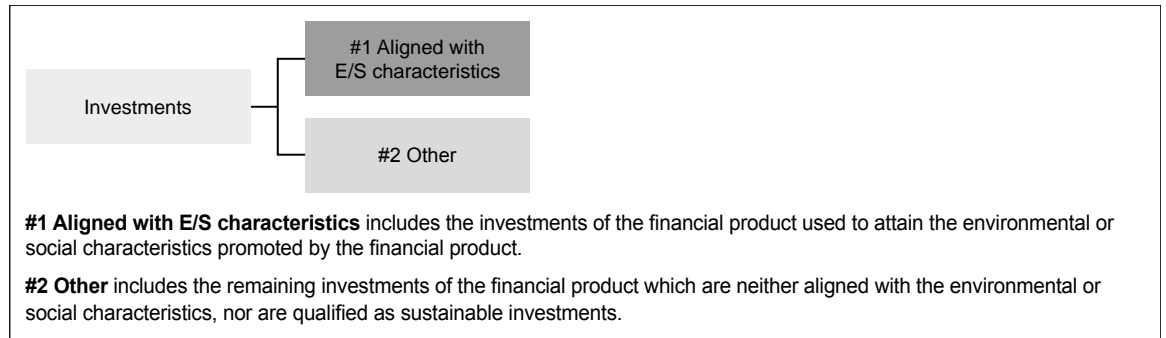 #1 Aligned with
E/S characteristics
Investments
#2 Other
#1 Aligned with E/S characteristics includes the investments of the financial product used to attain the environmental or
social characteristics promoted by the financial product.
#2 Other includes the remaining investments of the financial product which are neither aligned with the environmental or
social characteristics, nor are qualified as sustainable investments.